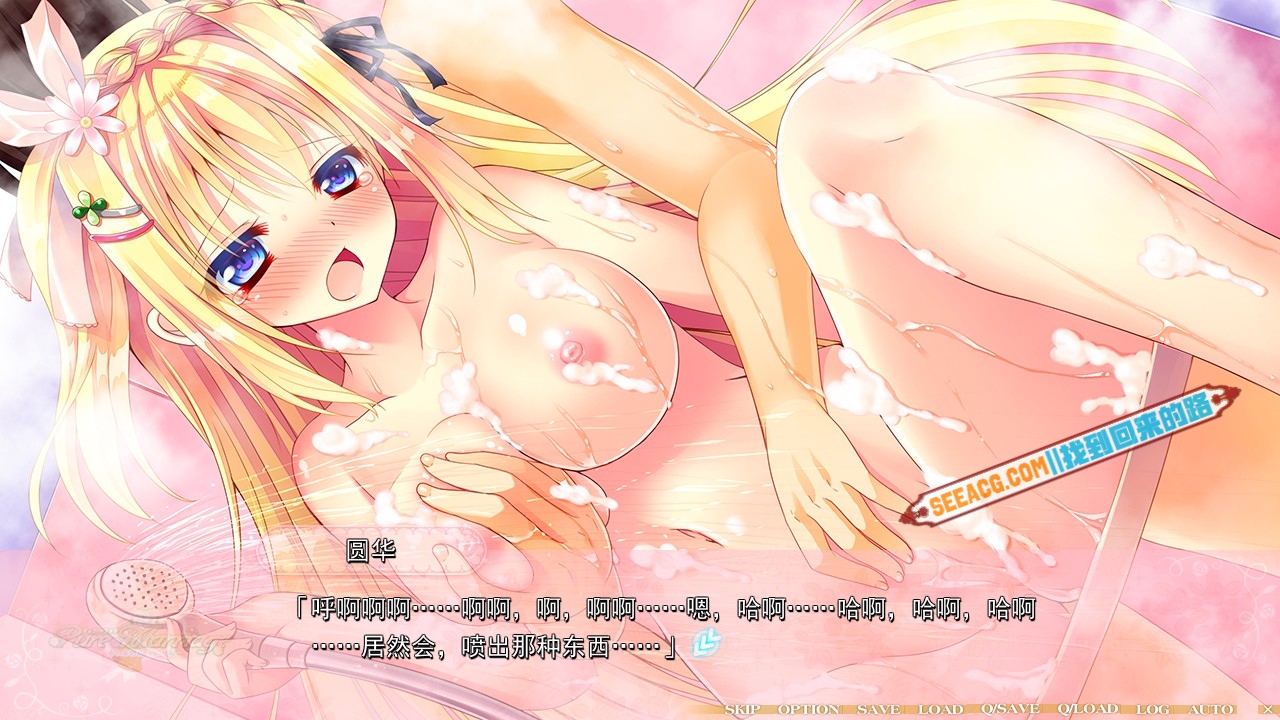 SEEACG.COM||找到回来的路
圆华
「呼啊啊啊……啊啊，啊，啊啊……嗯，哈啊……哈啊，哈啊，哈啊
……居然会，喷出那种东西……」
Pure Marriage
SKIP OPTION SAVE LOAD Q/SAVE Q/LOAD LOG AUTO ×